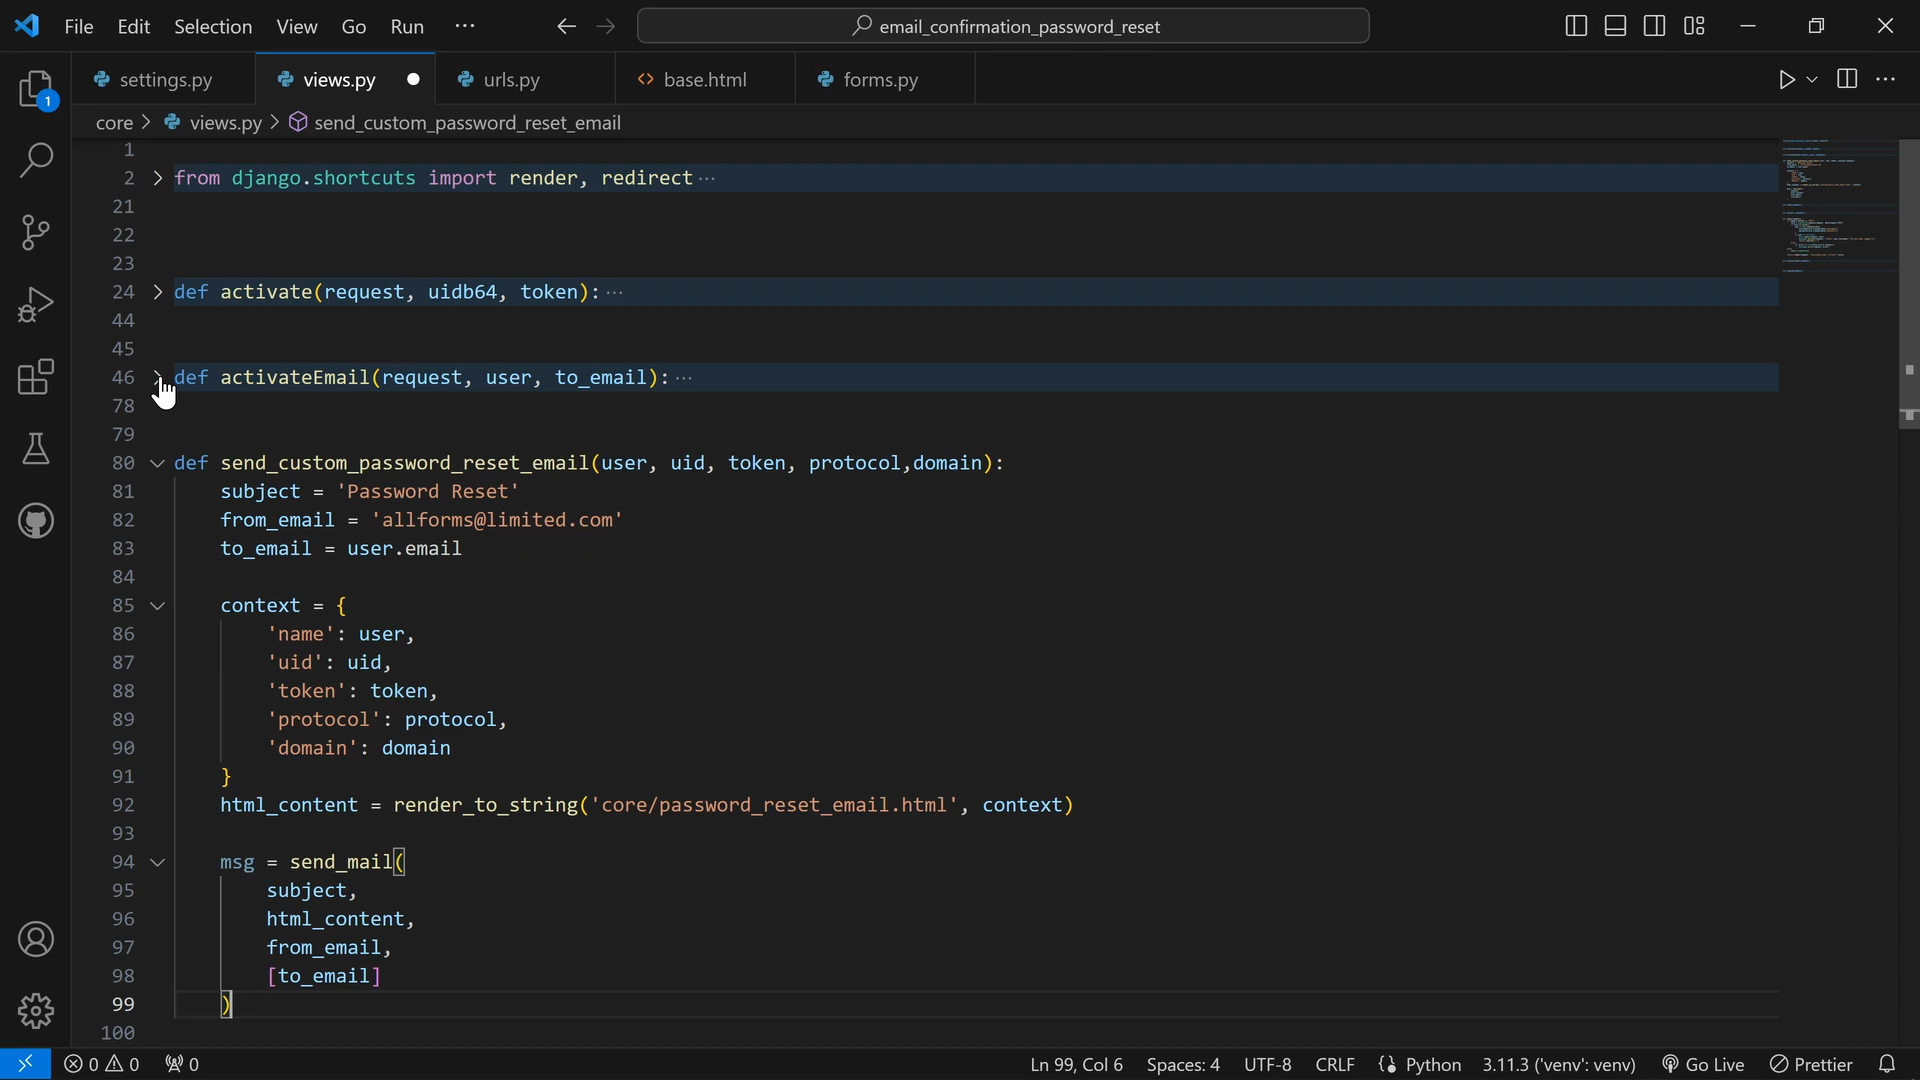 File Edit Selection View Go Run ···
email_confirmation_password_reset
settings.py views.py urls.py base.html forms.py
1
core > views.py > send_custom_password_reset_email
1
2 from django.shortcuts import render, redirect ···
21
22
23
24 def activate(request, uidb64, token): ···
44
45
46 def activateEmail(request, user, to_email): ···
78
79
80 def send_custom_password_reset_email(user, uid, token, protocol,domain):
81 subject = 'Password Reset'
82 from_email = 'allforms@limited.com'
83 to_email = user.email
84
85 context = {
86 'name': user,
87 'uid': uid,
88 'token': token,
89 'protocol': protocol,
90 'domain': domain
91 }
92 html_content = render_to_string('core/password_reset_email.html', context)
93
94 msg = send_mail(
95 subject,
96 html_content,
97 from_email,
98 [to_email]
99 )
100
0 0 0 Ln 99, Col 6 Spaces: 4 UTF-8 CRLF Python 3.11.3 ('venv': venv) Go Live Prettier